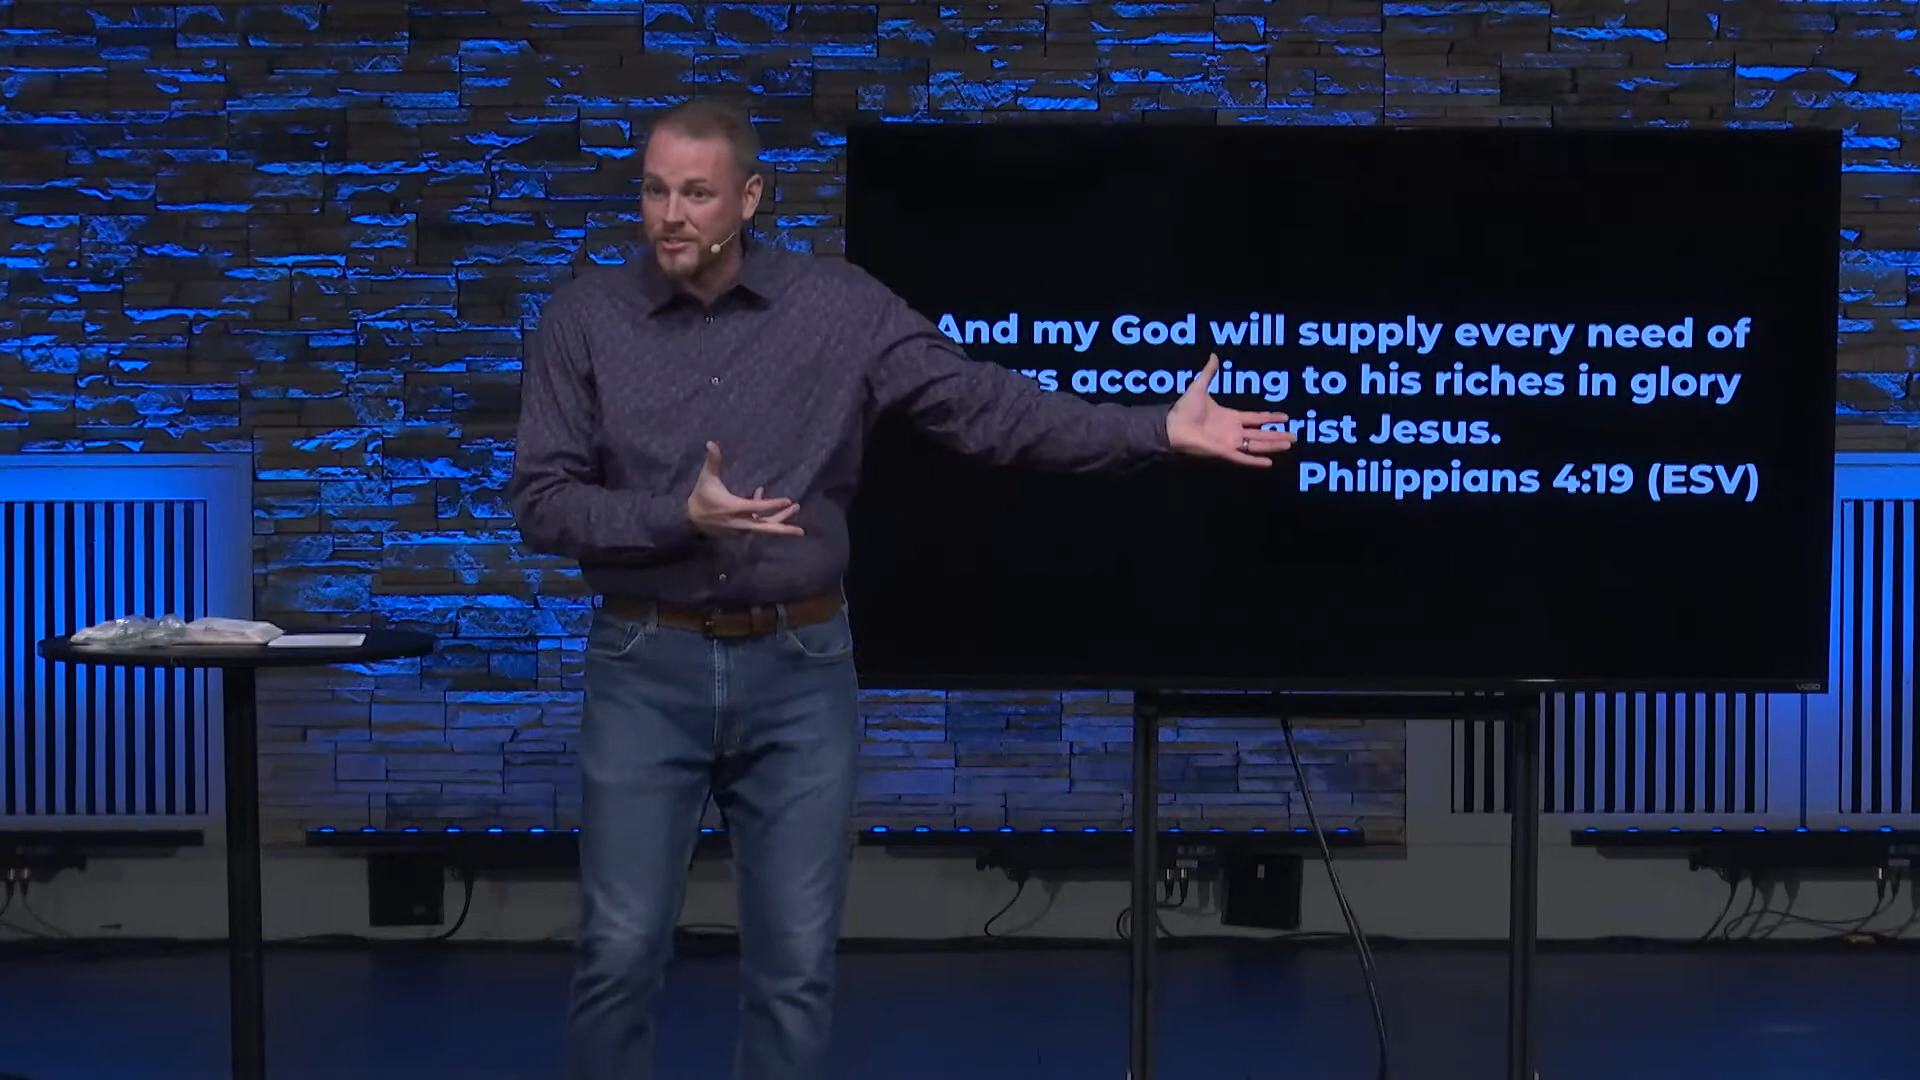 And my God will supply every need of
according to his riches in glory
Jesus.
Philippians 4:19 (ESV)
VIZIO